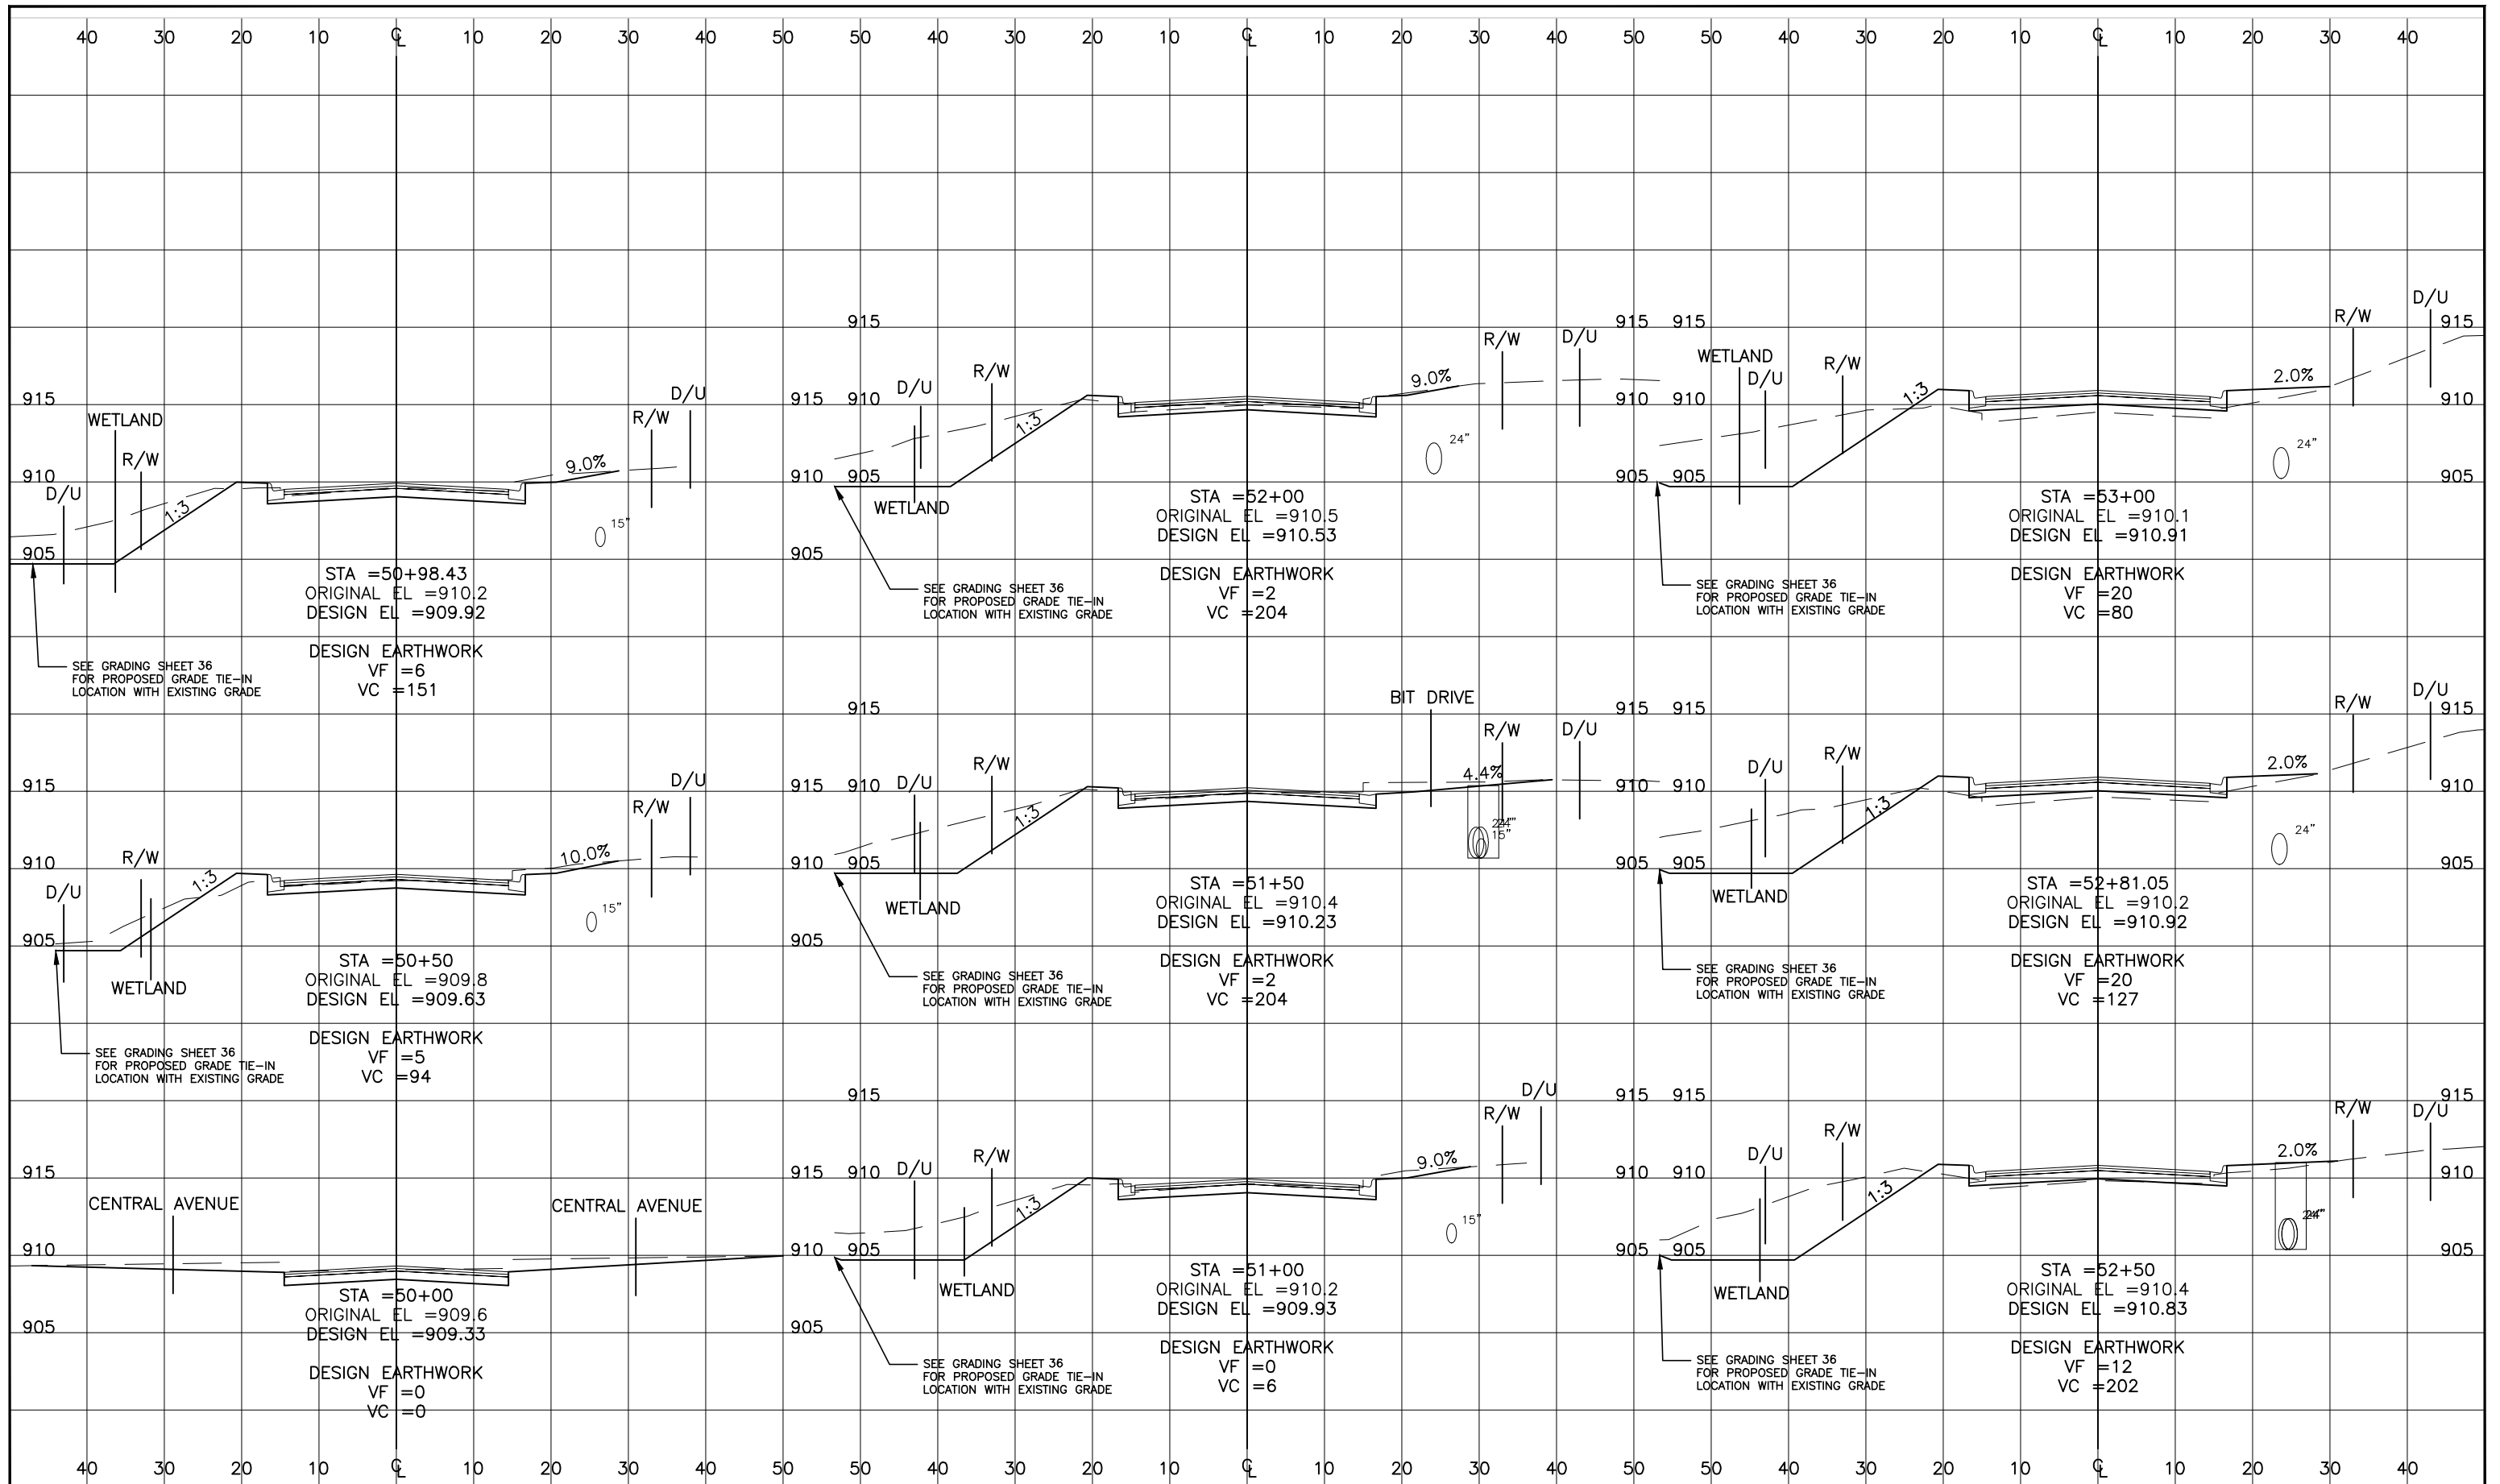 40 30 20 10 ℄ 10 20 30 40 50 50 40 30 20 10 ℄ 10 20 30 40 50 50 40 30 20 10 ℄ 10 20 30 40
915
WETLAND
R/W
D/U
910
905
1:3
9.0%
R/W
D/U
915
910
905
15"
STA =50+98.43
ORIGINAL EL =910.2
DESIGN EL =909.92
DESIGN EARTHWORK
VF =6
VC =151
SEE GRADING SHEET 36
FOR PROPOSED GRADE TIE-IN
LOCATION WITH EXISTING GRADE
915
910
905
D/U
R/W
WETLAND
1:3
10.0%
R/W
D/U
915
910
905
15"
STA =50+50
ORIGINAL EL =909.8
DESIGN EL =909.63
DESIGN EARTHWORK
VF =5
VC =94
SEE GRADING SHEET 36
FOR PROPOSED GRADE TIE-IN
LOCATION WITH EXISTING GRADE
915
910
905
CENTRAL AVENUE
CENTRAL AVENUE
915
910
905
STA =50+00
ORIGINAL EL =909.6
DESIGN EL =909.33
DESIGN EARTHWORK
VF =0
VC =0
915
910
905
D/U
R/W
WETLAND
1:3
9.0%
R/W
D/U
915
910
905
24"
STA =52+00
ORIGINAL EL =910.5
DESIGN EL =910.53
DESIGN EARTHWORK
VF =2
VC =204
SEE GRADING SHEET 36
FOR PROPOSED GRADE TIE-IN
LOCATION WITH EXISTING GRADE
915
910
905
D/U
R/W
WETLAND
1:3
BIT DRIVE
4.4%
R/W
D/U
915
910
905
24"
15"
STA =51+50
ORIGINAL EL =910.4
DESIGN EL =910.23
DESIGN EARTHWORK
VF =2
VC =204
SEE GRADING SHEET 36
FOR PROPOSED GRADE TIE-IN
LOCATION WITH EXISTING GRADE
915
910
905
D/U
R/W
WETLAND
1:3
9.0%
R/W
D/U
915
910
905
15"
STA =51+00
ORIGINAL EL =910.2
DESIGN EL =909.93
DESIGN EARTHWORK
VF =0
VC =6
SEE GRADING SHEET 36
FOR PROPOSED GRADE TIE-IN
LOCATION WITH EXISTING GRADE
915
910
905
WETLAND
D/U
R/W
1:3
2.0%
R/W
D/U
915
910
905
24"
STA =53+00
ORIGINAL EL =910.1
DESIGN EL =910.91
DESIGN EARTHWORK
VF =20
VC =80
SEE GRADING SHEET 36
FOR PROPOSED GRADE TIE-IN
LOCATION WITH EXISTING GRADE
915
910
905
D/U
R/W
WETLAND
1:3
2.0%
R/W
D/U
915
910
905
24"
STA =52+81.05
ORIGINAL EL =910.2
DESIGN EL =910.92
DESIGN EARTHWORK
VF =20
VC =127
SEE GRADING SHEET 36
FOR PROPOSED GRADE TIE-IN
LOCATION WITH EXISTING GRADE
915
910
905
D/U
R/W
WETLAND
1:3
2.0%
R/W
D/U
915
910
905
24"
STA =52+50
ORIGINAL EL =910.4
DESIGN EL =910.83
DESIGN EARTHWORK
VF =12
VC =202
SEE GRADING SHEET 36
FOR PROPOSED GRADE TIE-IN
LOCATION WITH EXISTING GRADE
40 30 20 10 ℄ 10 20 30 40 50 50 40 30 20 10 ℄ 10 20 30 40 50 50 40 30 20 10 ℄ 10 20 30 40